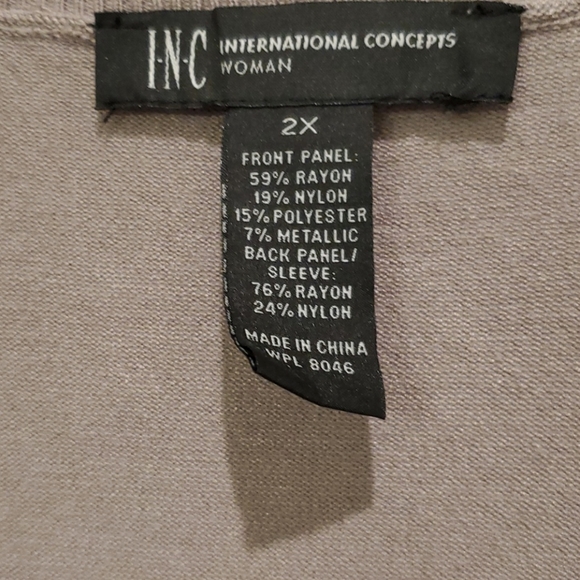 I·N·C INTERNATIONAL CONCEPTS
WOMAN
2X
FRONT PANEL:
59% RAYON
19% NYLON
15% POLYESTER
7% METALLIC
BACK PANEL/
SLEEVE:
76% RAYON
24% NYLON
MADE IN CHINA
WPL 8046